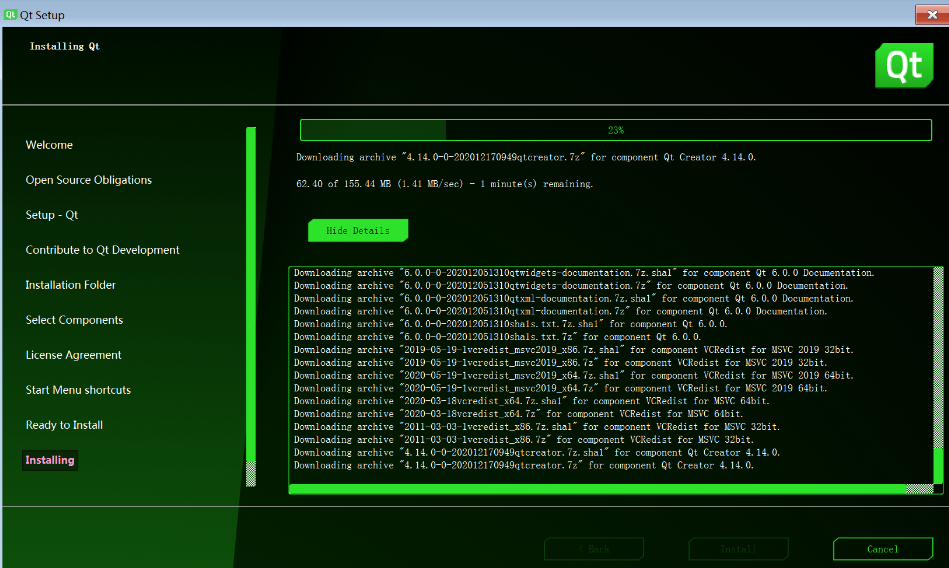 Qt Qt Setup
Installing Qt
Qt
Welcome
Open Source Obligations
Setup - Qt
Contribute to Qt Development
Installation Folder
Select Components
License Agreement
Start Menu shortcuts
Ready to Install
Installing
23%
Downloading archive "4.14.0-0-202012170949qtcreator.7z" for component Qt Creator 4.14.0.
62.40 of 155.44 MB (1.41 MB/sec) - 1 minute(s) remaining.
Hide Details
Downloading archive "6.0.0-0-202012051310qtwidgets-documentation.7z.sha1" for component Qt 6.0.0 Documentation.
Downloading archive "6.0.0-0-202012051310qtwidgets-documentation.7z" for component Qt 6.0.0 Documentation.
Downloading archive "6.0.0-0-202012051310qtxml-documentation.7z.sha1" for component Qt 6.0.0 Documentation.
Downloading archive "6.0.0-0-202012051310qtxml-documentation.7z" for component Qt 6.0.0 Documentation.
Downloading archive "6.0.0-0-202012051310sha1s.txt.7z.sha1" for component Qt 6.0.0.
Downloading archive "6.0.0-0-202012051310sha1s.txt.7z" for component Qt 6.0.0.
Downloading archive "2019-05-19-1vcredist_msvc2019_x86.7z.sha1" for component VCRedist for MSVC 2019 32bit.
Downloading archive "2019-05-19-1vcredist_msvc2019_x86.7z" for component VCRedist for MSVC 2019 32bit.
Downloading archive "2020-05-19-1vcredist_msvc2019_x64.7z.sha1" for component VCRedist for MSVC 2019 64bit.
Downloading archive "2020-05-19-1vcredist_msvc2019_x64.7z" for component VCRedist for MSVC 2019 64bit.
Downloading archive "2020-03-18vcredist_x64.7z.sha1" for component VCRedist for MSVC 64bit.
Downloading archive "2020-03-18vcredist_x64.7z" for component VCRedist for MSVC 64bit.
Downloading archive "2011-03-03-1vcredist_x86.7z.sha1" for component VCRedist for MSVC 32bit.
Downloading archive "2011-03-03-1vcredist_x86.7z" for component VCRedist for MSVC 32bit.
Downloading archive "4.14.0-0-202012170949qtcreator.7z.sha1" for component Qt Creator 4.14.0.
Downloading archive "4.14.0-0-202012170949qtcreator.7z" for component Qt Creator 4.14.0.
< Back
Install
Cancel